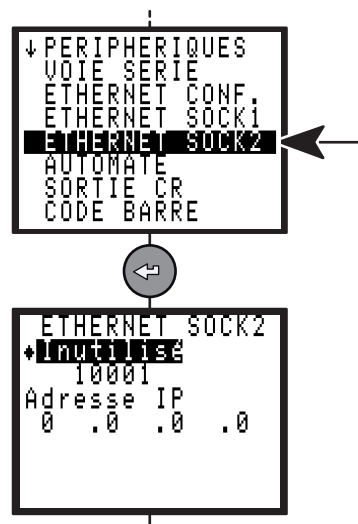 ↓PERIPHERIQUES
VOIE SERIE
ETHERNET CONF.
ETHERNET SOCK1
ETHERNET SOCK2
AUTOMATE
SORTIE CR
CODE BARRE
ETHERNET SOCK2
♦Inutilisé
10001
Adresse IP
0 .0 .0 .0